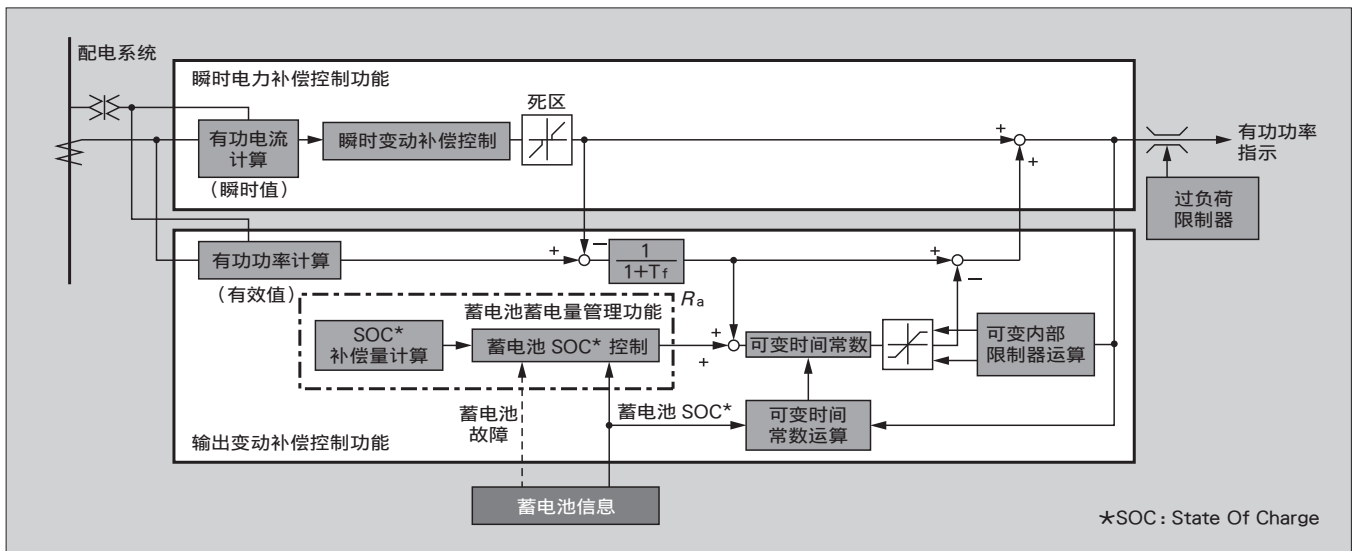 配电系统
瞬时电力补偿控制功能
死区
有功电流
计算
（瞬时值）
瞬时变动补偿控制
+
+
有功功率
指示
过负荷
限制器
有功功率计算
（有效值）
+
−
1
1+Tf
+
−
蓄电池蓄电量管理功能
Ra
SOC*
补偿量计算
蓄电池 SOC* 控制
+
+
可变时间常数
可变内部
限制器运算
蓄电池
故障
蓄电池 SOC*
可变时间
常数运算
输出变动补偿控制功能
蓄电池信息
*SOC：State Of Charge